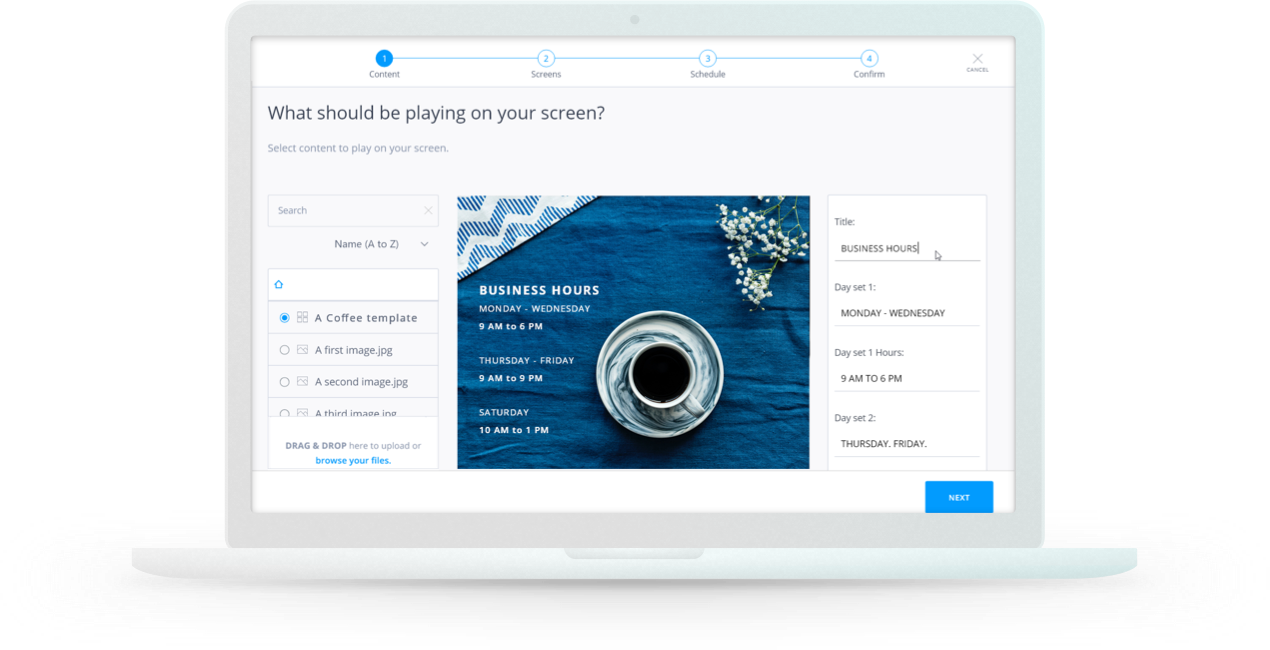 1
Content
2
Screens
3
Schedule
4
Confirm
CANCEL
What should be playing on your screen?
Select content to play on your screen.
Search
Name (A to Z)
A Coffee template
A first image.jpg
A second image.jpg
A third image.jpg
DRAG & DROP here to upload or
browse your files.
BUSINESS HOURS
MONDAY - WEDNESDAY
9 AM to 6 PM
THURSDAY - FRIDAY
9 AM to 9 PM
SATURDAY
10 AM to 1 PM
Title:
BUSINESS HOURS
Day set 1:
MONDAY - WEDNESDAY
Day set 1 Hours:
9 AM TO 6 PM
Day set 2:
THURSDAY. FRIDAY.
NEXT